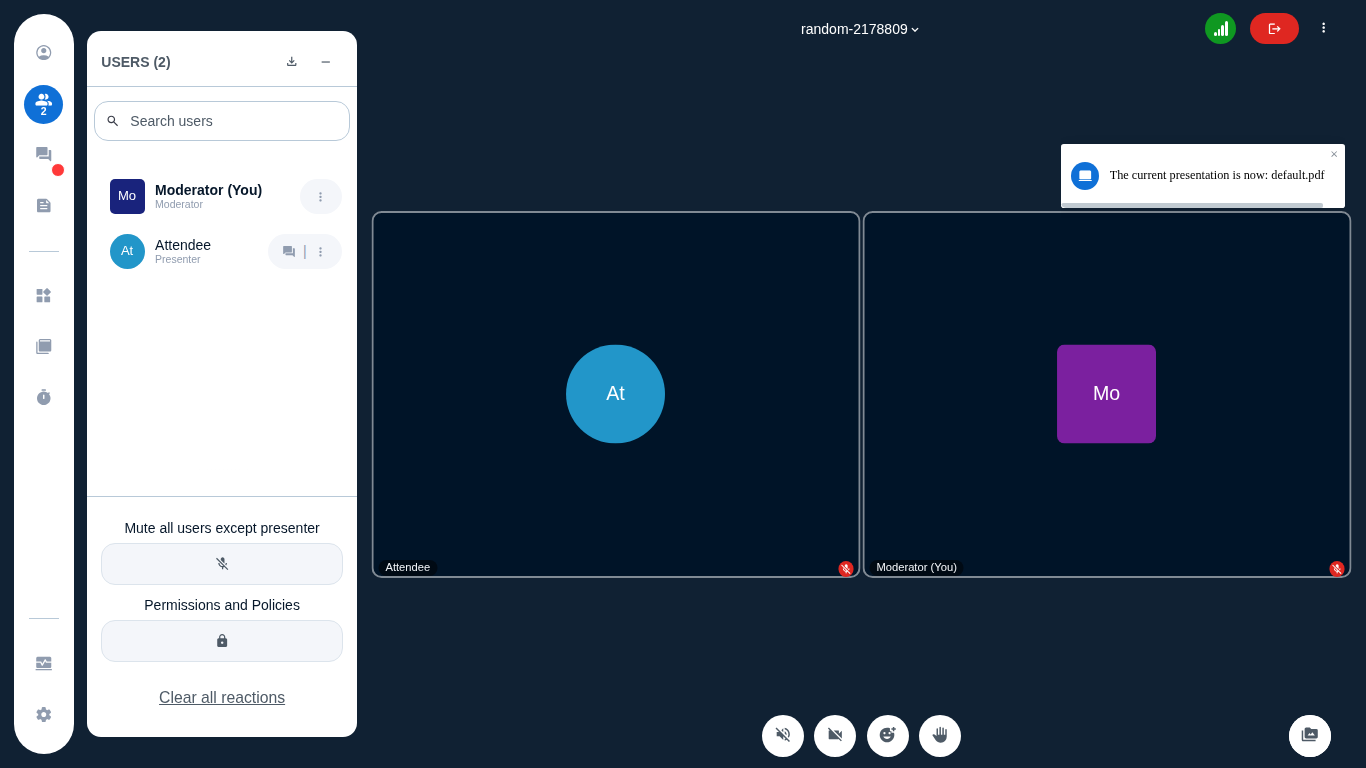 2
USERS (2)
Search users
Mo
Moderator (You)
Moderator
At
Attendee
Presenter
Mute all users except presenter
Permissions and Policies
Clear all reactions
random-2178809
The current presentation is now: default.pdf
At
Attendee
Mo
Moderator (You)